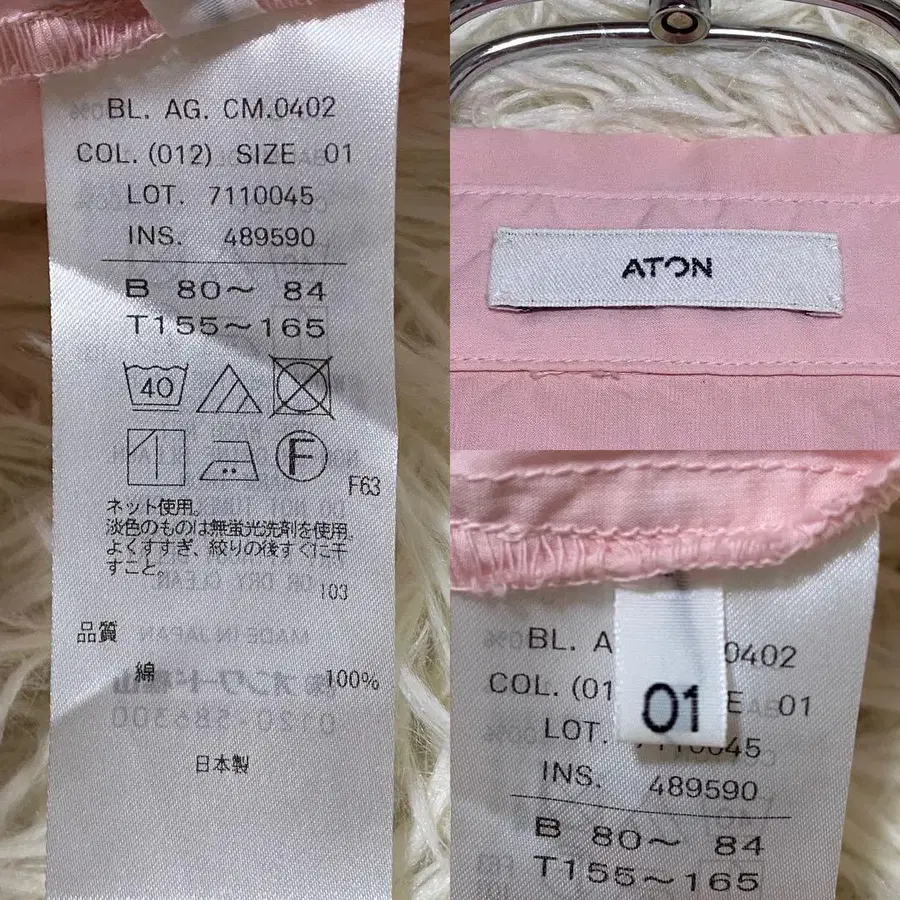 BL. AG. CM.0402
COL. (012) SIZE 01
LOT. 7110045
INS. 489590
B 80～ 84
T155～165
40
F
F63
ネット使用。
淡色のものは無蛍光洗剤を使用。
よくすすぎ、絞りの後すぐに干
すこと。
103
品質
綿 100%
日本製
ATON
BL. A 0402
COL. (01 E 01
01
LOT. 7110045
INS. 489590
B 80～ 84
T155～165